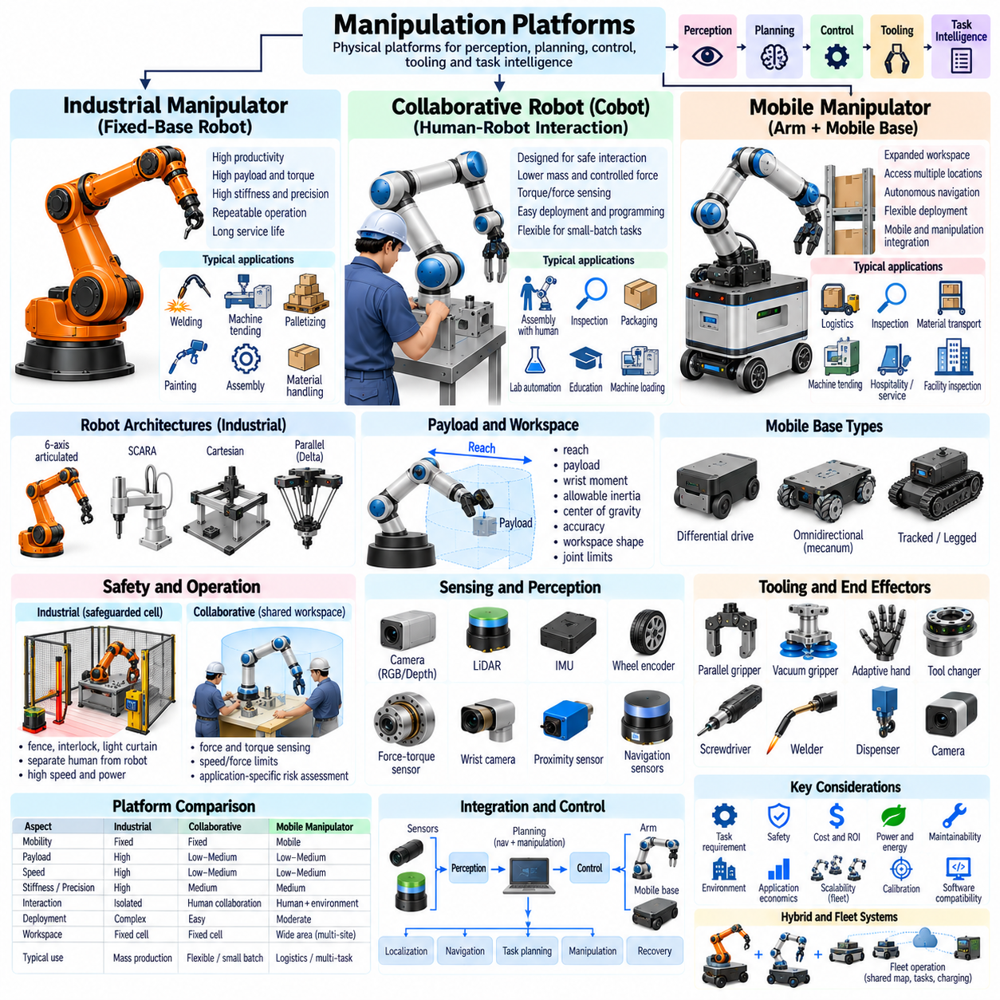 Manipulation Platforms
Physical platforms for perception, planning, control,
tooling and task intelligence
Perception
Planning
Control
Tooling
Task
Intelligence
Industrial Manipulator
(Fixed-Base Robot)
High productivity
High payload and torque
High stiffness and precision
Repeatable operation
Long service life
Typical applications
Welding
Machine
tending
Palletizing
Painting
Assembly
Material
handling
Collaborative Robot (Cobot)
(Human-Robot Interaction)
Designed for safe interaction
Lower mass and controlled force
Torque/force sensing
Easy deployment and programming
Flexible for small-batch tasks
Typical applications
Assembly
with human
Inspection
Packaging
Lab automation
Education
Machine loading
Mobile Manipulator
(Arm + Mobile Base)
Expanded workspace
Access multiple locations
Autonomous navigation
Flexible deployment
Mobile and manipulation
integration
Typical applications
Logistics
Inspection
Material transport
Machine tending
Hospitality /
service
Facility inspection
Robot Architectures (Industrial)
6-axis
articulated
SCARA
Cartesian
Parallel
(Delta)
Payload and Workspace
Reach
Payload
• reach
• payload
• wrist moment
• allowable inertia
• center of gravity
• accuracy
• workspace shape
• joint limits
Mobile Base Types
Differential drive
Omnidirectional
(mecanum)
Tracked / Legged
Safety and Operation
Industrial (safeguarded cell)
• fence, interlock, light curtain
• separate human from robot
• high speed and power
Collaborative (shared workspace)
• force and torque sensing
• speed/force limits
• application-specific risk assessment
Sensing and Perception
Camera
(RGB/Depth)
LiDAR
IMU
Wheel encoder
Force-torque
sensor
Wrist camera
Proximity sensor
Navigation
sensors
Tooling and End Effectors
Parallel gripper
Vacuum gripper
Adaptive hand
Tool changer
Screwdriver
Welder
Dispenser
Camera
Platform Comparison
Aspect Industrial Collaborative Mobile Manipulator
Mobility Fixed Fixed Mobile
Payload High Low–Medium Low–Medium
Speed High Low–Medium Low–Medium
Stiffness / Precision High Medium Medium
Interaction Isolated Human collaboration Human + environment
Deployment Complex Easy Moderate
Workspace Fixed cell Fixed cell Wide area (multi-site)
Typical use Mass production Flexible / small batch Logistics / multi-task
Integration and Control
Sensors
Perception
Planning
(nav + manipulation)
Control
Arm
Mobile base
Localization
Navigation
Task planning
Manipulation
Recovery
Key Considerations
Task
requirement
Safety
Cost and ROI
Power and
energy
Maintainability
Environment
Application
economics
Scalability
(fleet)
Calibration
Software
compatibility
Hybrid and Fleet Systems
+
+
Fleet operation
(shared map, tasks, charging)